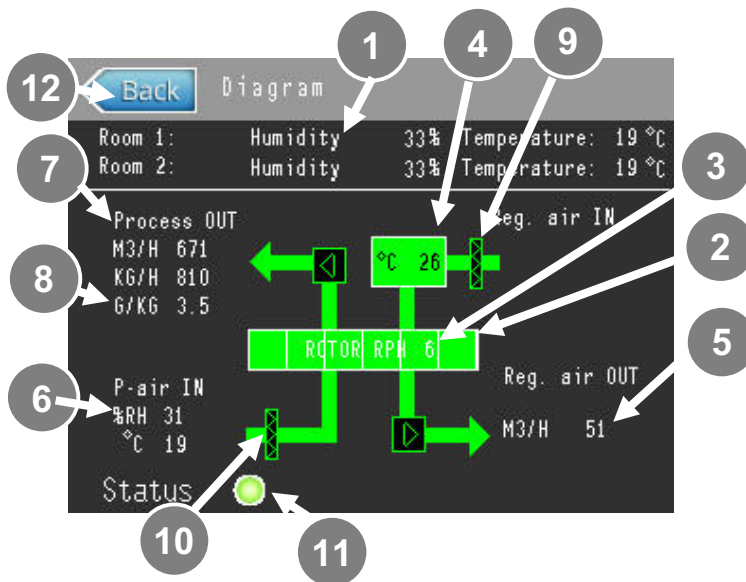 1
4
9
12
Back
Diagram
Room 1: Humidity 33% Temperature: 19 °C
Room 2: Humidity 33% Temperature: 19 °C
7
3
Process OUT
Reg. air IN
M3/H 671
KG/H 810
G/KG 3.5
°C 26
2
8
ROTOR RPH 6
5
Reg. air OUT
M3/H 51
6
P-air IN
%RH 31
°C 19
Status
10
11